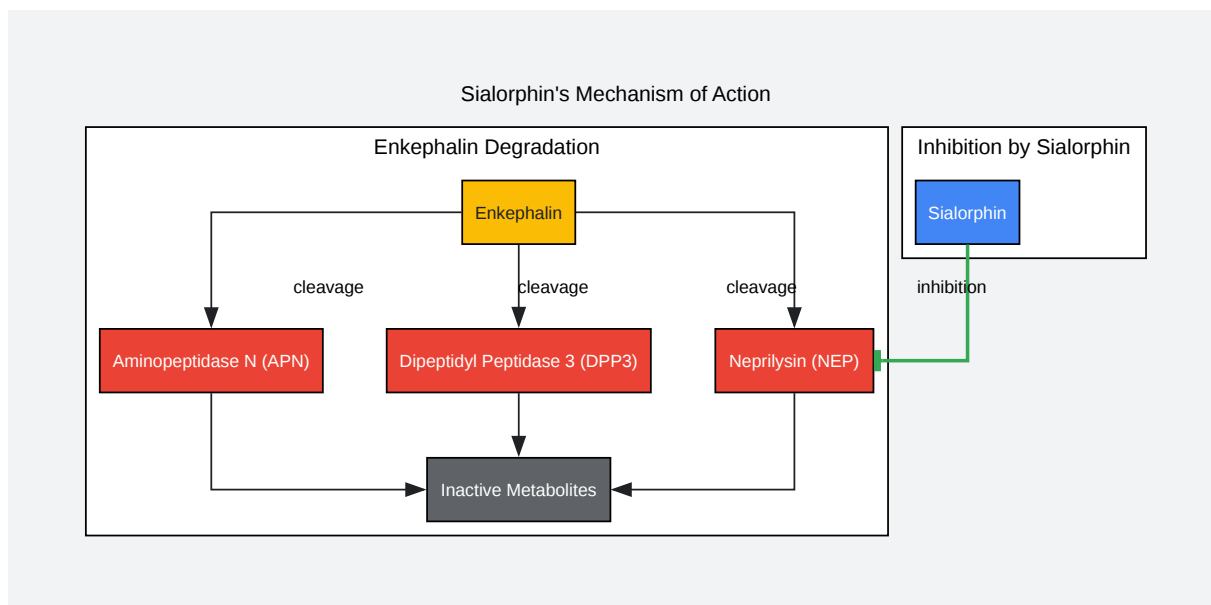 Sialorphin's Mechanism of Action
Enkephalin Degradation
Inhibition by Sialorphin
Enkephalin
Sialorphin
cleavage
cleavage
cleavage
inhibition
Aminopeptidase N (APN)
Dipeptidyl Peptidase 3 (DPP3)
Neprilysin (NEP)
Inactive Metabolites